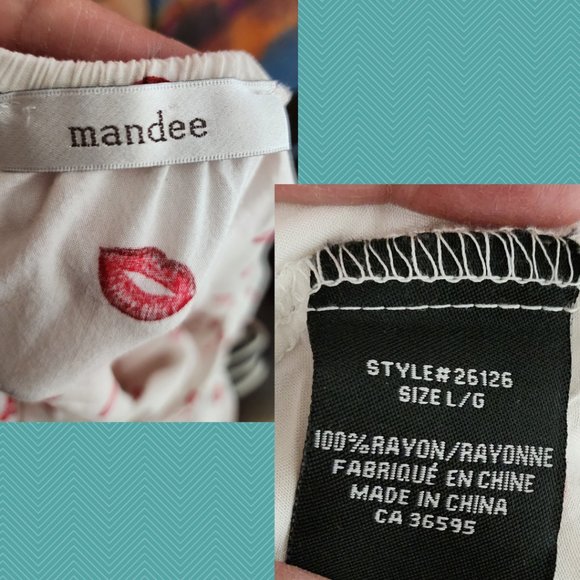 mandee
STYLE#26126
SIZE L/G
100%RAYON/RAYONNE
FABRIQUÉ EN CHINE
MADE IN CHINA
CA 36595